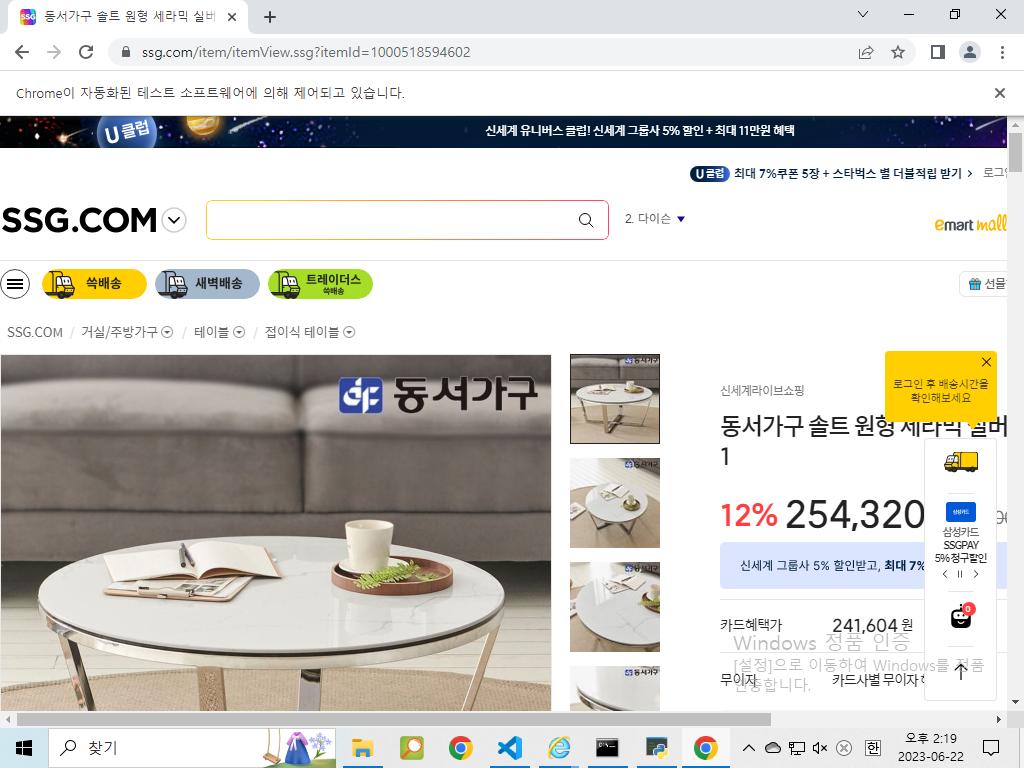 동서가구 솔트 원형 세라믹 실버
ssg.com/item/itemView.ssg?itemId=1000518594602
Chrome이 자동화된 테스트 소프트웨어에 의해 제어되고 있습니다.
U 클럽
신세계 유니버스 클럽! 신세계 그룹사 5% 할인 + 최대 11만원 혜택
U 클럽 최대 7%쿠폰 5장 + 스타벅스 별 더블적립 받기 >
SSG.COM
2. 다이슨
emart mall
쓱배송
새벽배송
트레이더스
쓱배송
선물
SSG.COM / 거실/주방가구 / 테이블 / 접이식 테이블
동서가구
신세계라이브쇼핑
로그인 후 배송시간을
확인해보세요
동서가구 솔트 원형 세라믹 실버
1
12% 254,320
삼성카드
삼성카드
SSGPAY
5% 청구할인
신세계 그룹사 5% 할인받고, 최대 7%
카드혜택가 241,604 원
0
Windows 정품 인증
[설정]으로 이동하여 Windows를 정품
인증합니다.
무이자 카드사별 무이자
찾기
오후 2:19
2023-06-22
한